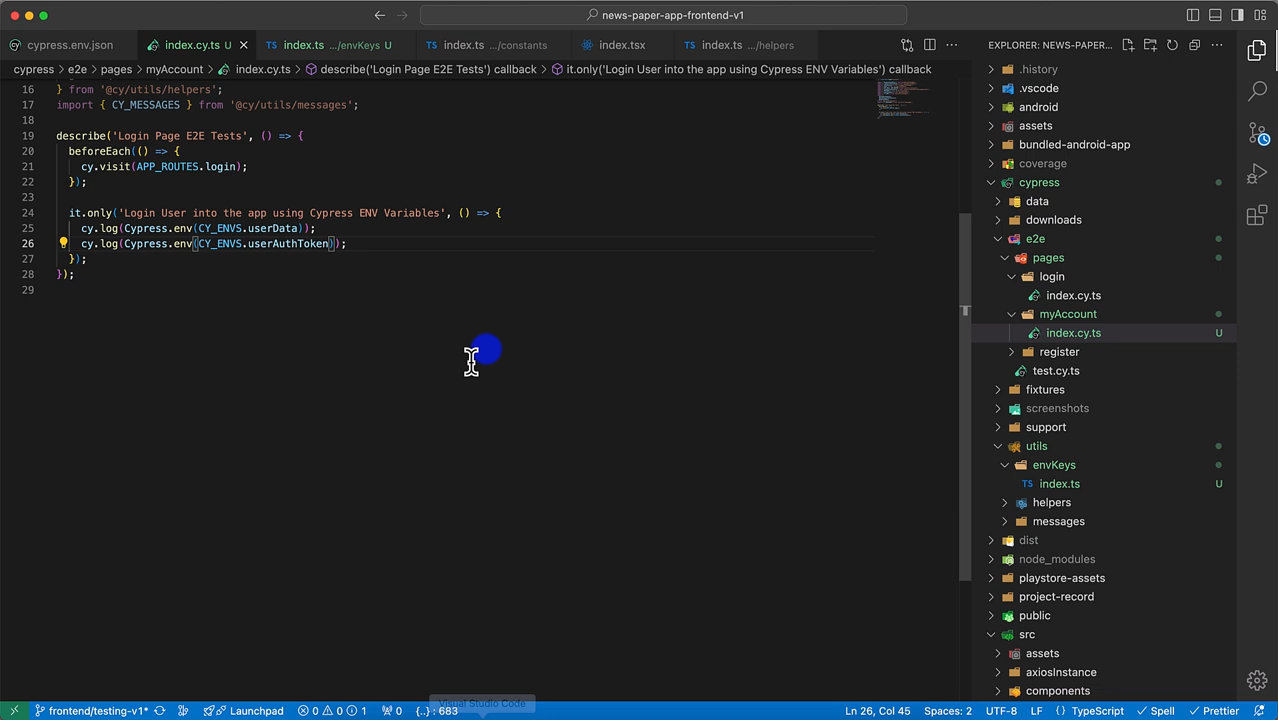 news-paper-app-frontend-v1
cypress.env.json
index.cy.ts U
index.ts .../envKeys U
index.ts .../constants
index.tsx
index.ts .../helpers
EXPLORER: NEWS-PAPER...
cypress > e2e > pages > myAccount > index.cy.ts > describe('Login Page E2E Tests') callback > it.only('Login User into the app using Cypress ENV Variables') callback
16 } from '@cy/utils/helpers';
17 import { CY_MESSAGES } from '@cy/utils/messages';
18
19 describe('Login Page E2E Tests', () => {
20 beforeEach(() => {
21 cy.visit(APP_ROUTES.login);
22 });
23
24 it.only('Login User into the app using Cypress ENV Variables', () => {
25 cy.log(Cypress.env(CY_ENVS.userData));
26 cy.log(Cypress.env(CY_ENVS.userAuthToken));
27 });
28 });
29
.history
.vscode
android
assets
bundled-android-app
coverage
cypress
data
downloads
e2e
pages
login
index.cy.ts
myAccount
index.cy.ts U
register
test.cy.ts
fixtures
screenshots
support
utils
envKeys
TS index.ts U
helpers
messages
dist
node_modules
playstore-assets
project-record
public
src
assets
axiosInstance
components
Visual Studio Code
frontend/testing-v1*
Launchpad
0 0 1
0
{..} : 683
Ln 26, Col 45
Spaces: 2
UTF-8
LF
{ } TypeScript
Spell
Prettier